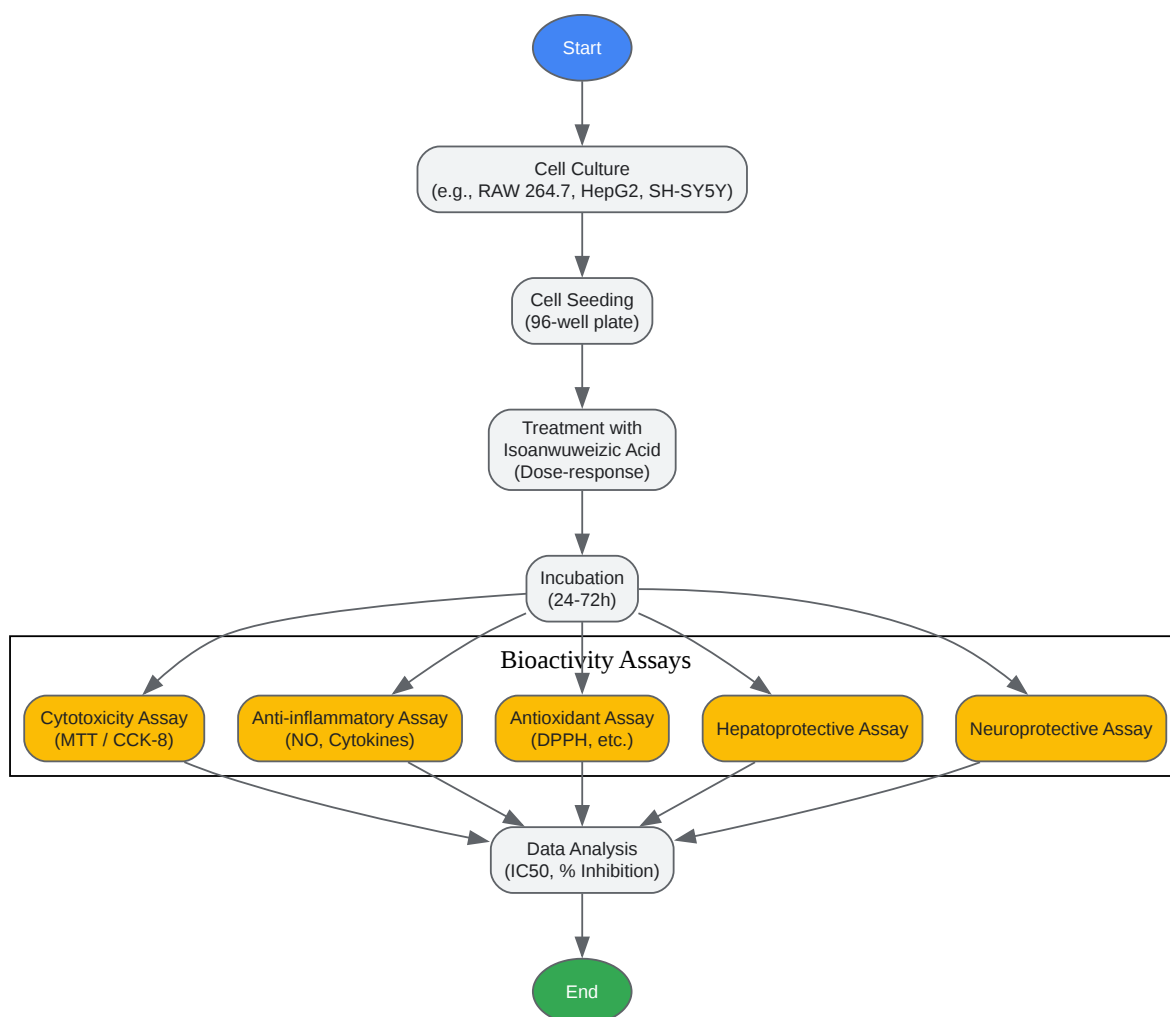 Start
Cell Culture
(e.g., RAW 264.7, HepG2, SH-SY5Y)
Cell Seeding
(96-well plate)
Treatment with
Isoanwuweizic Acid
(Dose-response)
Incubation
(24-72h)
Bioactivity Assays
Cytotoxicity Assay
(MTT / CCK-8)
Anti-inflammatory Assay
(NO, Cytokines)
Antioxidant Assay
(DPPH, etc.)
Hepatoprotective Assay
Neuroprotective Assay
Data Analysis
(IC50, % Inhibition)
End